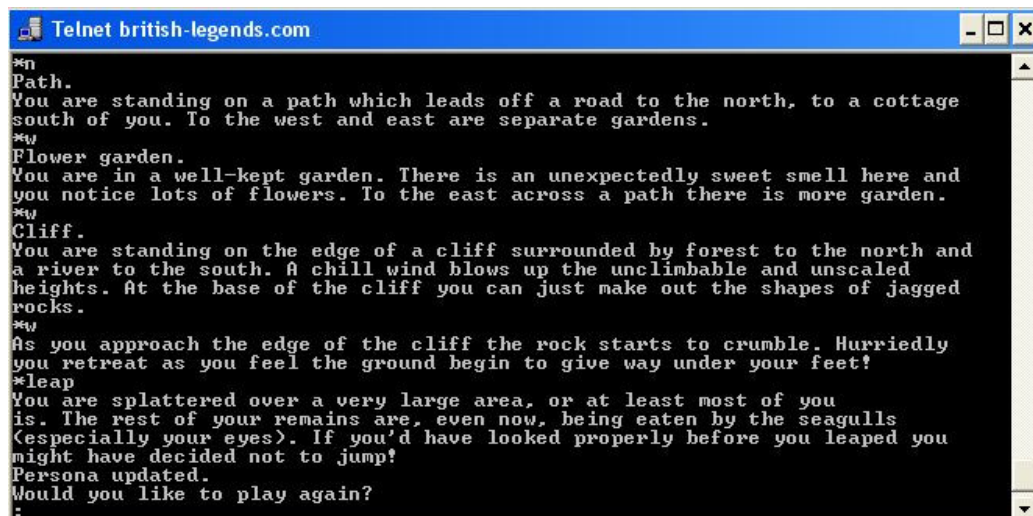 Telnet british-legends.com
*n
Path.
You are standing on a path which leads off a road to the north, to a cottage
south of you. To the west and east are separate gardens.
*w
Flower garden.
You are in a well-kept garden. There is an unexpectedly sweet smell here and
you notice lots of flowers. To the east across a path there is more garden.
*w
Cliff.
You are standing on the edge of a cliff surrounded by forest to the north and
a river to the south. A chill wind blows up the unclimbable and unscaled
heights. At the base of the cliff you can just make out the shapes of jagged
rocks.
*w
As you approach the edge of the cliff the rock starts to crumble. Hurriedly
you retreat as you feel the ground begin to give way under your feet!
*leap
You are splattered over a very large area, or at least most of you
is. The rest of your remains are, even now, being eaten by the seagulls
(especially your eyes). If you'd have looked properly before you leaped you
might have decided not to jump!
Persona updated.
Would you like to play again?
: